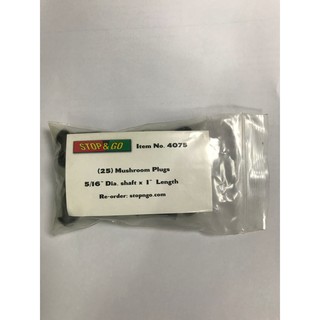 STOP & GO Item No. 4075
(25) Mushroom Plugs
5/16" Dia. shaft x 1" Length
Re-order: stopngo.com